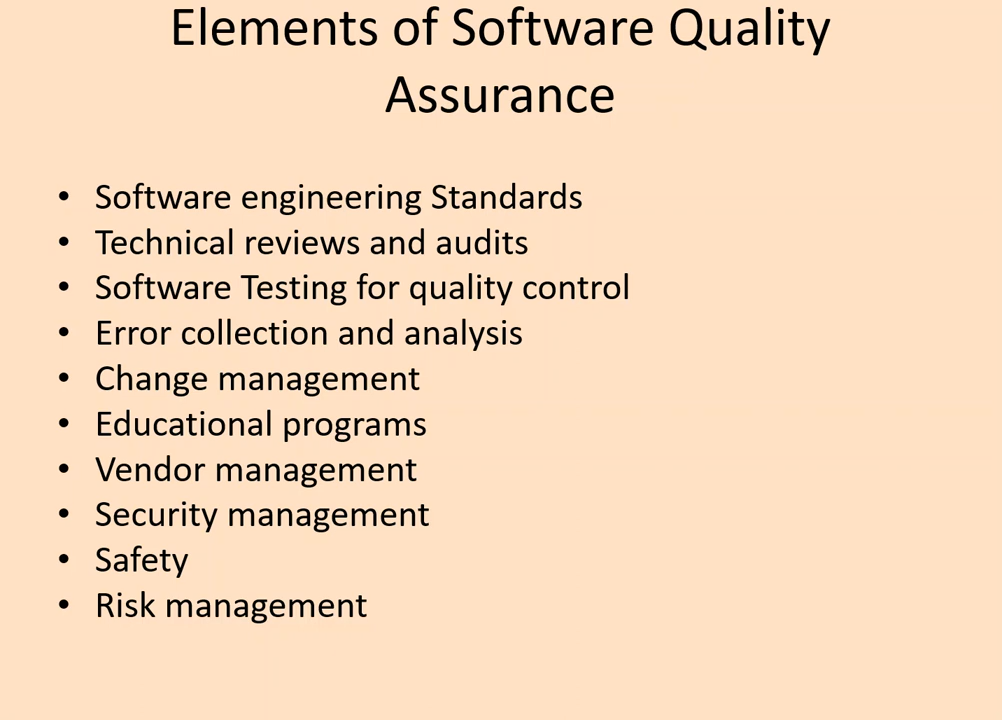 Elements of Software Quality
Assurance
• Software engineering Standards
• Technical reviews and audits
• Software Testing for quality control
• Error collection and analysis
• Change management
• Educational programs
• Vendor management
• Security management
• Safety
• Risk management